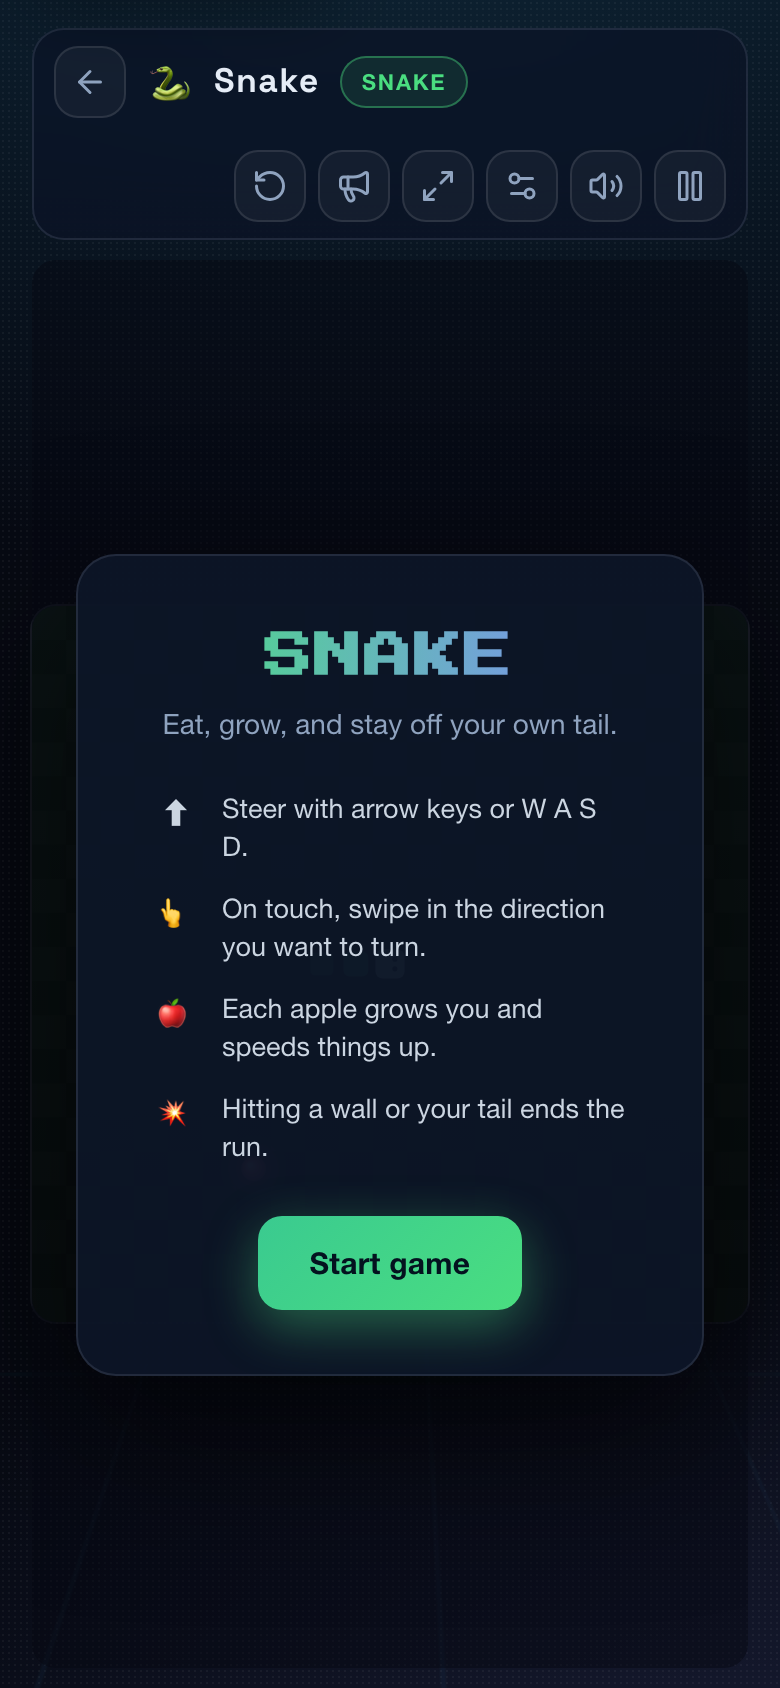 Snake
SNAKE
SNAKE
Eat, grow, and stay off your own tail.
Steer with arrow keys or W A S
D.
On touch, swipe in the direction
you want to turn.
Each apple grows you and
speeds things up.
Hitting a wall or your tail ends the
run.
Start game